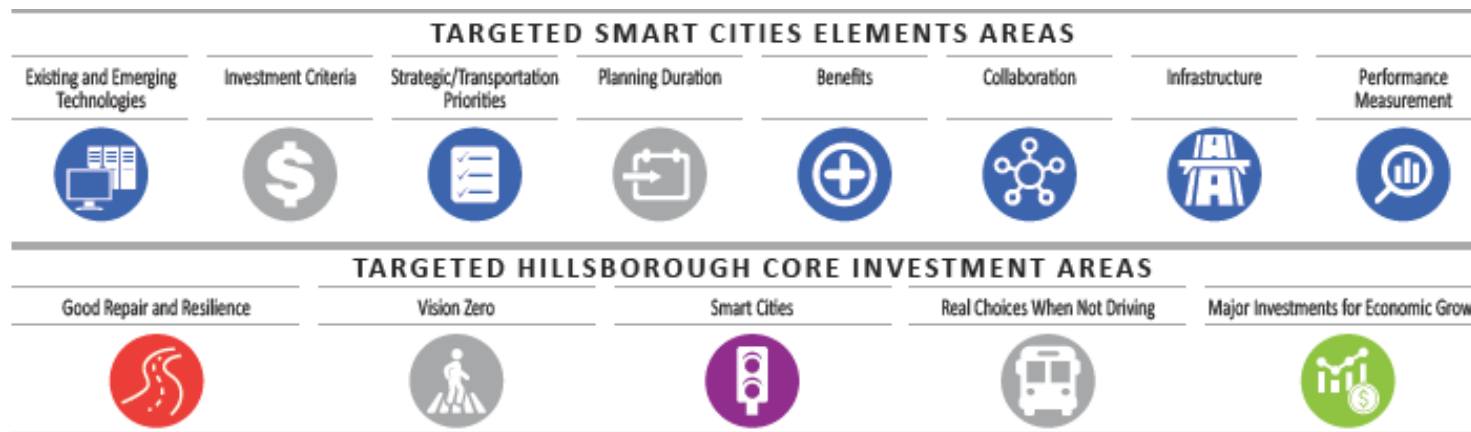 TARGETED SMART CITIES ELEMENTS AREAS
Existing and Emerging
Technologies
Investment Criteria
Strategic/Transportation
Priorities
Planning Duration
Benefits
Collaboration
Infrastructure
Performance
Measurement
$
TARGETED HILLSBOROUGH CORE INVESTMENT AREAS
Good Repair and Resilience
Vision Zero
Smart Cities
Real Choices When Not Driving
Major Investments for Economic Grow
$